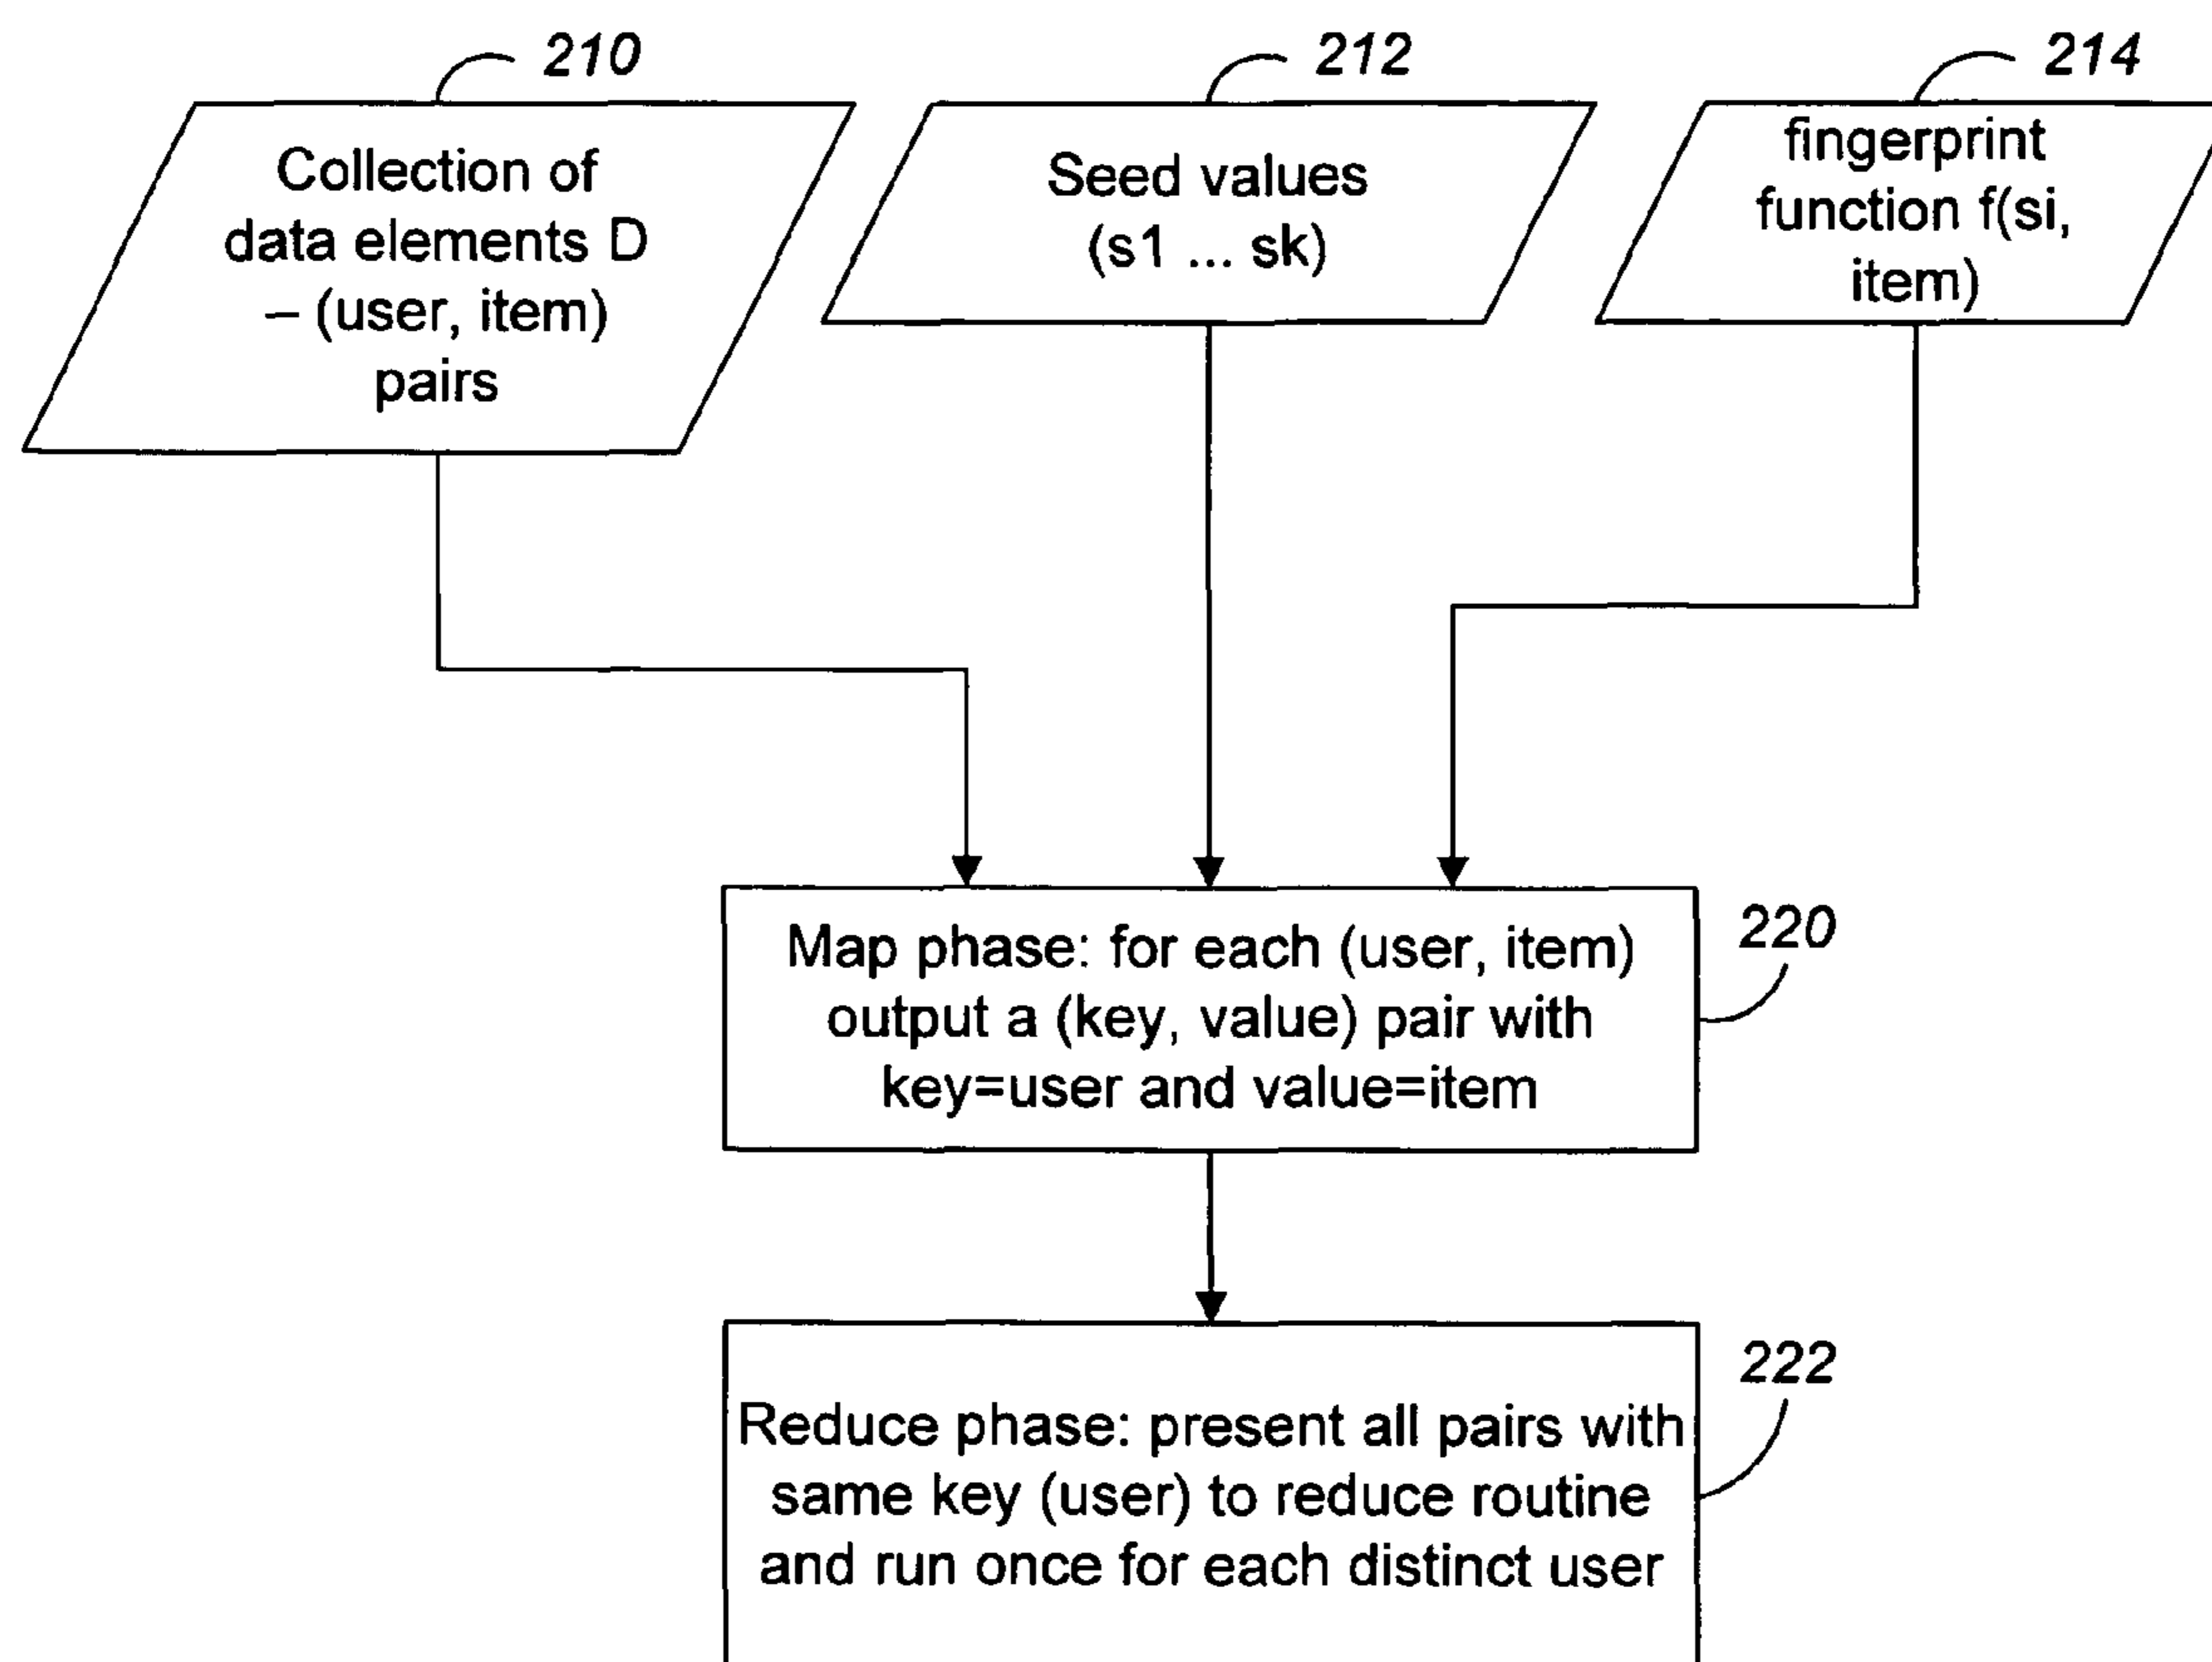 210
Collection of
data elements D
– (user, item)
pairs
212
Seed values
(s1 ... sk)
214
fingerprint
function f(si,
item)
220
Map phase: for each (user, item)
output a (key, value) pair with
key=user and value=item
222
Reduce phase: present all pairs with
same key (user) to reduce routine
and run once for each distinct user